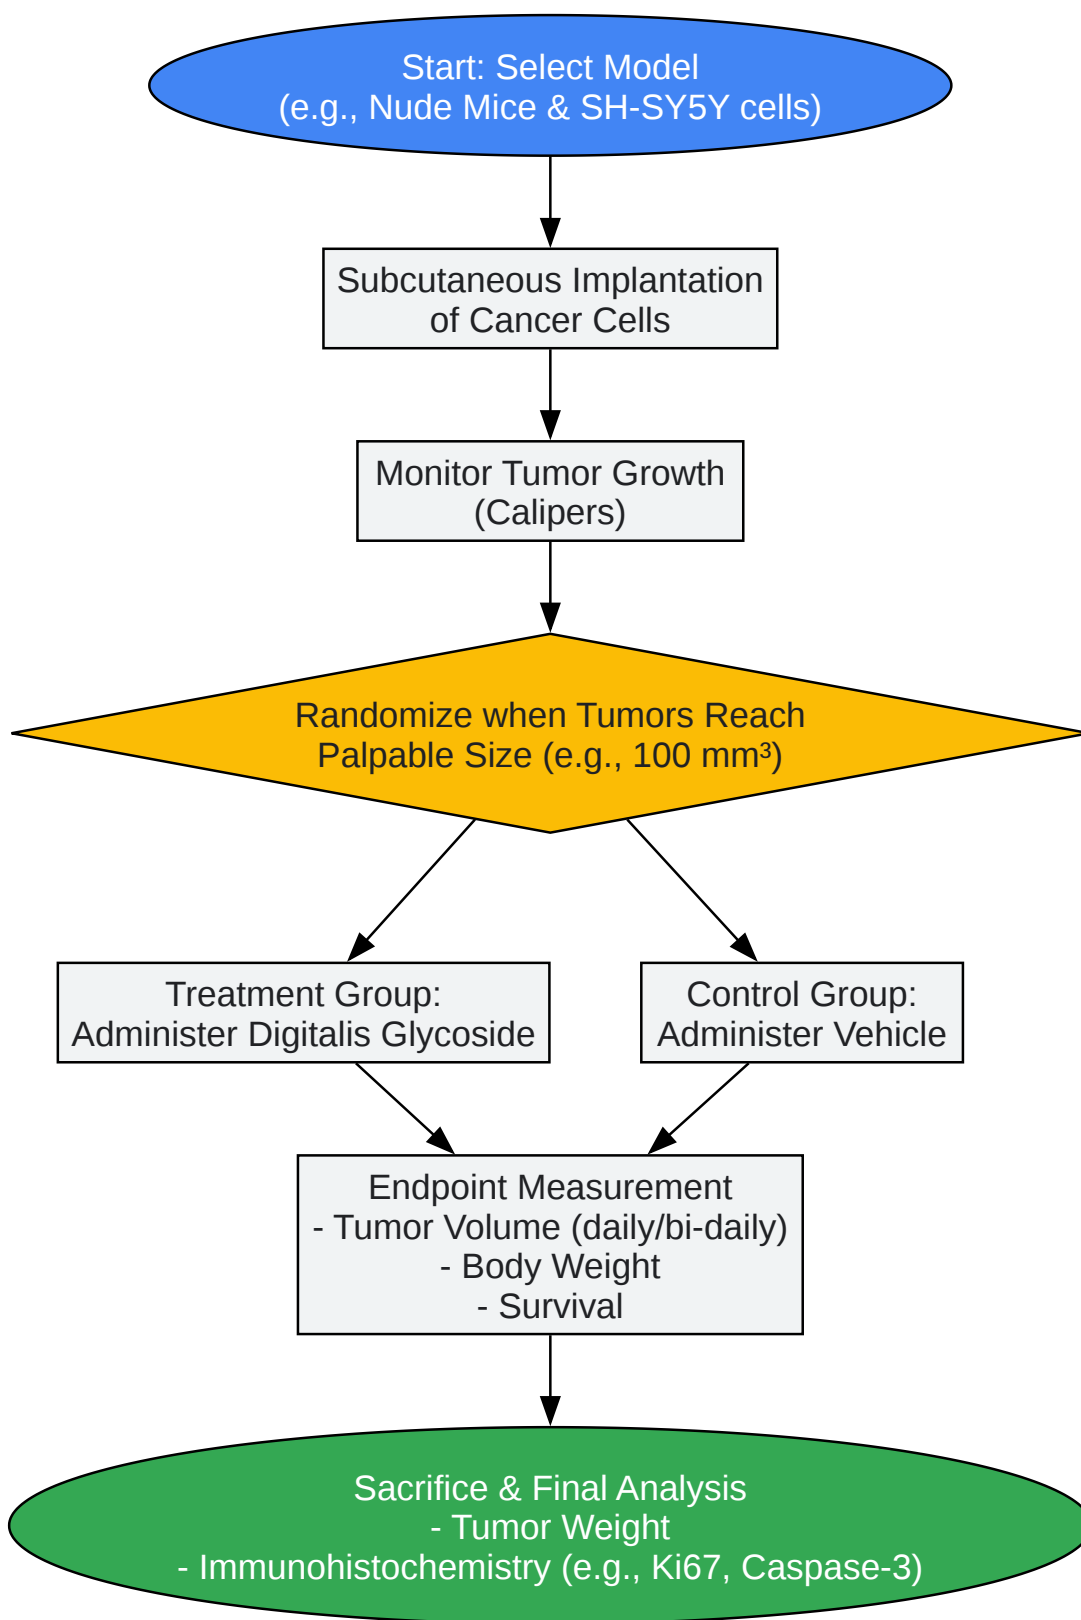 Start: Select Model
(e.g., Nude Mice & SH-SY5Y cells)
Subcutaneous Implantation
of Cancer Cells
Monitor Tumor Growth
(Calipers)
Randomize when Tumors Reach
Palpable Size (e.g., 100 mm³)
Treatment Group:
Administer Digitalis Glycoside
Control Group:
Administer Vehicle
Endpoint Measurement
- Tumor Volume (daily/bi-daily)
- Body Weight
- Survival
Sacrifice & Final Analysis
- Tumor Weight
- Immunohistochemistry (e.g., Ki67, Caspase-3)